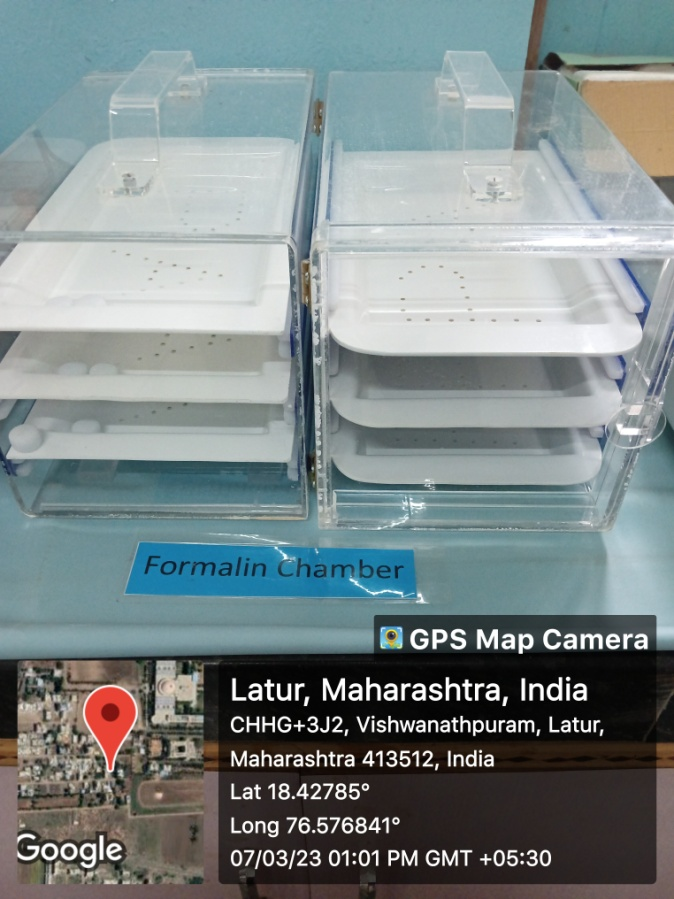 Formalin Chamber
GPS Map Camera
Latur, Maharashtra, India
CHHG+3J2, Vishwanathpuram, Latur,
Maharashtra 413512, India
Lat 18.42785°
Long 76.576841°
07/03/23 01:01 PM GMT +05:30
Google